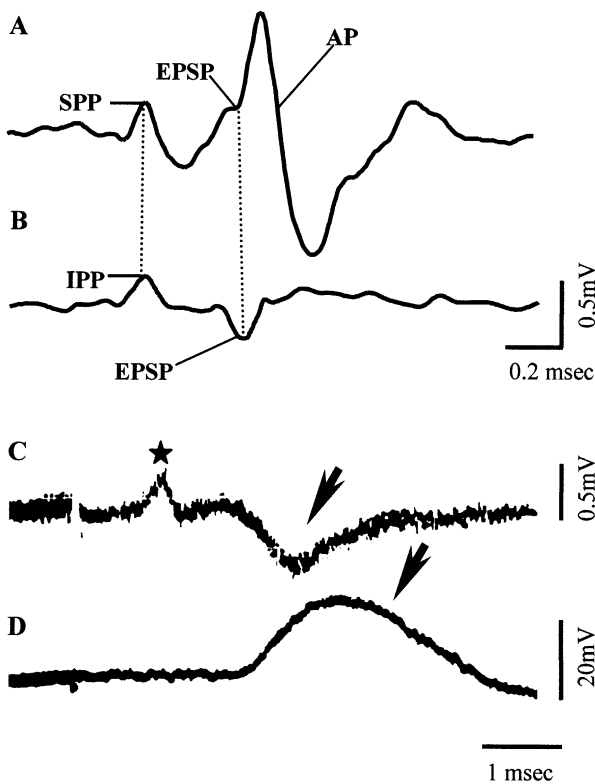 A
EPSP
AP
SPP
B
IPP
EPSP
0.5mV
0.2 msec
C
0.5mV
D
20mV
1 msec